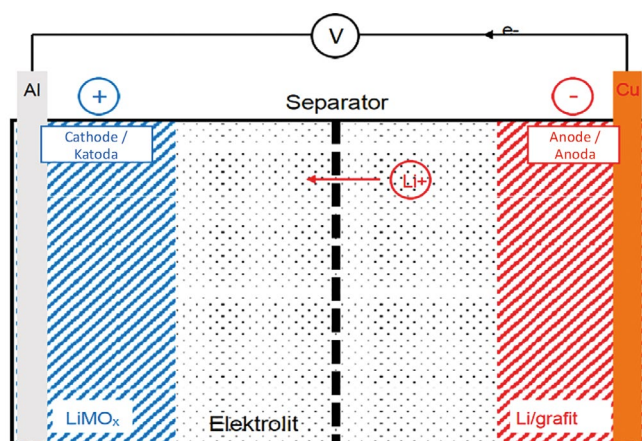 V
e-
Al
+
Separator
-
Cu
Cathode /
Katoda
Anode /
Anoda
Li+
LiMOx
Elektrolit
Li/grafit